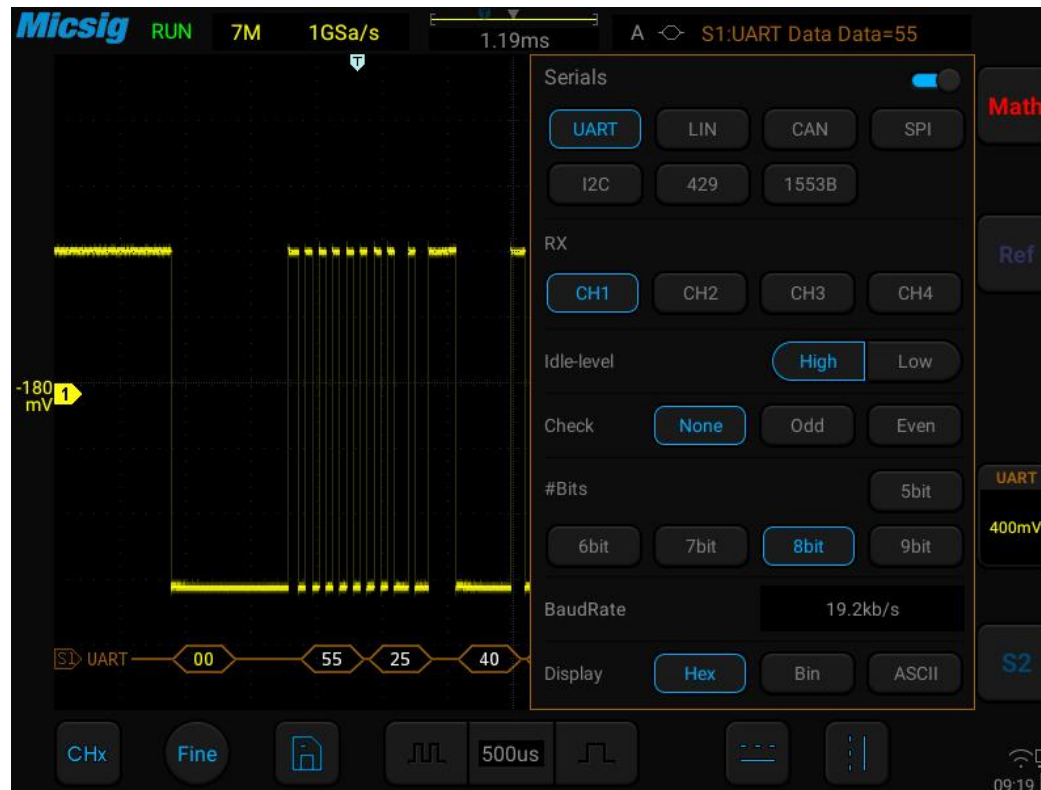 Micsig RUN 7M 1GSa/s 1.19ms A S1:UART Data Data=55
T
Serials
UART LIN CAN SPI
I2C 429 1553B
RX
CH1 CH2 CH3 CH4
Idle-level High Low
Check None Odd Even
#Bits 5bit
6bit 7bit 8bit 9bit
BaudRate 19.2kb/s
Display Hex Bin ASCII
-180 mV
1
S1 UART 00 55 25 40
Math
Ref
UART
400mV
S2
CHx Fine 500us
09:19